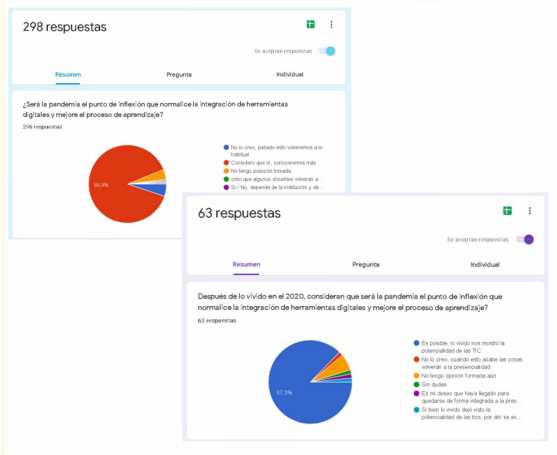 298 respuestas
Se aceptan respuestas
Resumen
Pregunta
Individual
¿Será la pandemia el punto de inflexión que normalice la integración de herramientas
digitales y mejore el proceso de aprendizaje?
296 respuestas
No lo creo, pasado ésto volveremos a lo
habitual
Considero que sí, conoceremos más...
No tengo posición tomada
creo que algunos docentes volverán a...
Si / No, depende de la institución y de...
63 respuestas
Se aceptan respuestas
Resumen
Pregunta
Individual
Después de lo vivido en el 2020, consideran que será la pandemia el punto de inflexión que
normalice la integración de herramientas digitales y mejore el proceso de aprendizaje?
63 respuestas
Es posible, lo vivido nos mostró la
potencialidad de las TIC
No lo creo, cuando esto acabe las cosas
volverán a la presencialidad
No tengo opinión formada aún
Sin dudas
Es mi deseo que haya llegado para
quedarse de forma integrada a la pres...
Si bien lo vivido dejó visto la
potencialidad de las tics, por ahí se es...